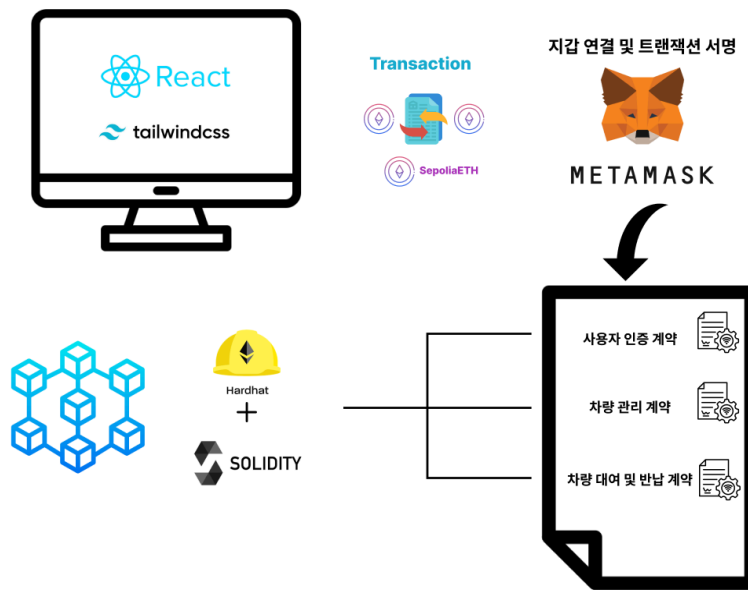 React
tailwindcss
Transaction
SepoliaETH
지갑 연결 및 트랜잭션 서명
METAMASK
Hardhat
+
SOLIDITY
사용자 인증 계약
차량 관리 계약
차량 대여 및 반납 계약